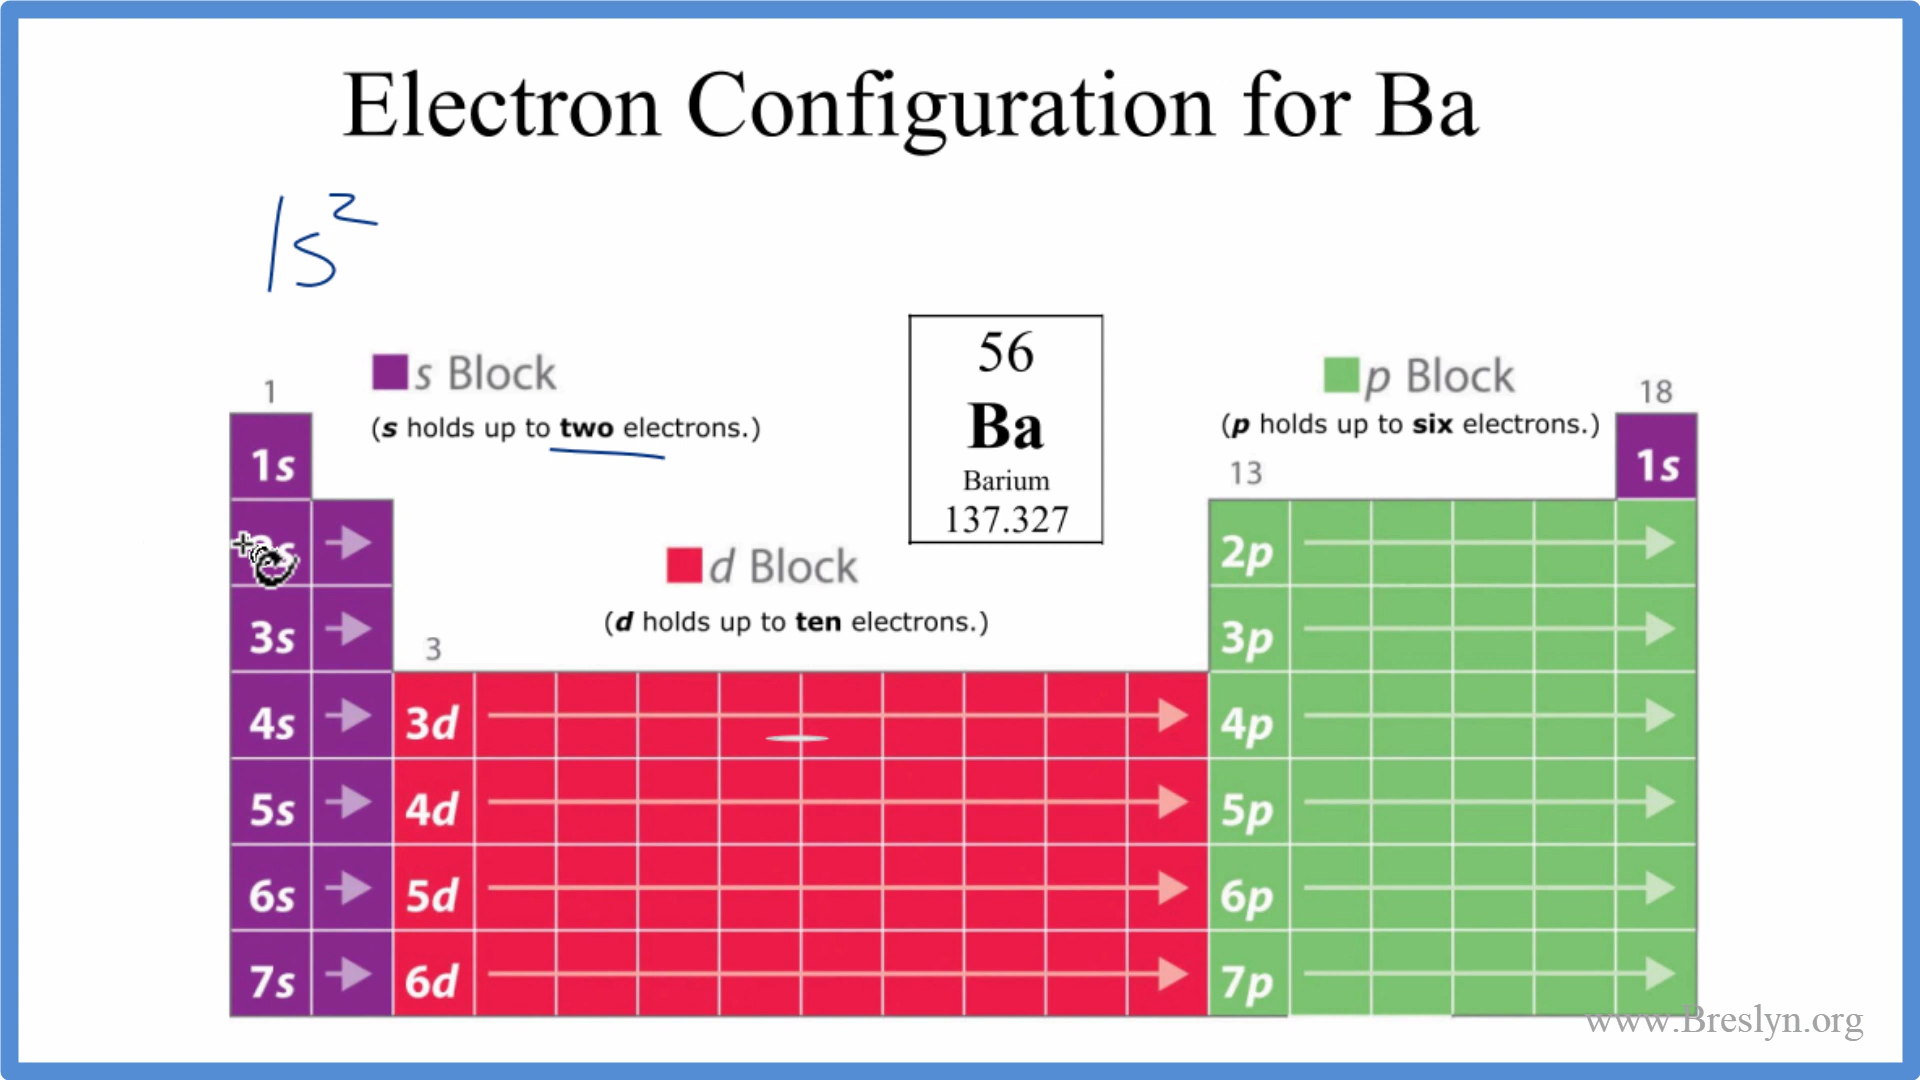 Electron Configuration for Ba
1s²
s Block
(s holds up to two electrons.)
56
Ba
Barium
137.327
p Block
(p holds up to six electrons.)
1
18
13
1s
1s
2p
d Block
(d holds up to ten electrons.)
3s
3p
3
4s 3d 4p
5s 4d 5p
6s 5d 6p
7s 6d 7p
www.Breslyn.org